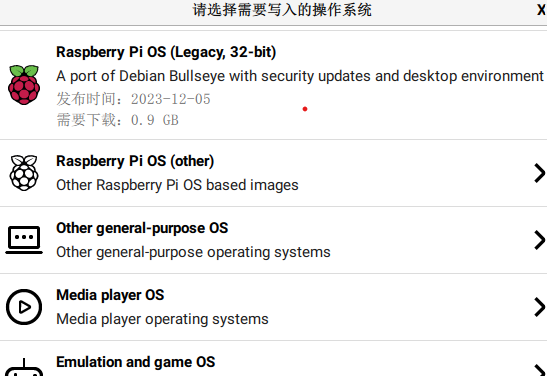 请选择需要写入的操作系统
X
Raspberry Pi OS (Legacy, 32-bit)
A port of Debian Bullseye with security updates and desktop environment
发布时间：2023-12-05
需要下载：0.9 GB
Raspberry Pi OS (other)
Other Raspberry Pi OS based images
Other general-purpose OS
Other general-purpose operating systems
Media player OS
Media player operating systems
Emulation and game OS